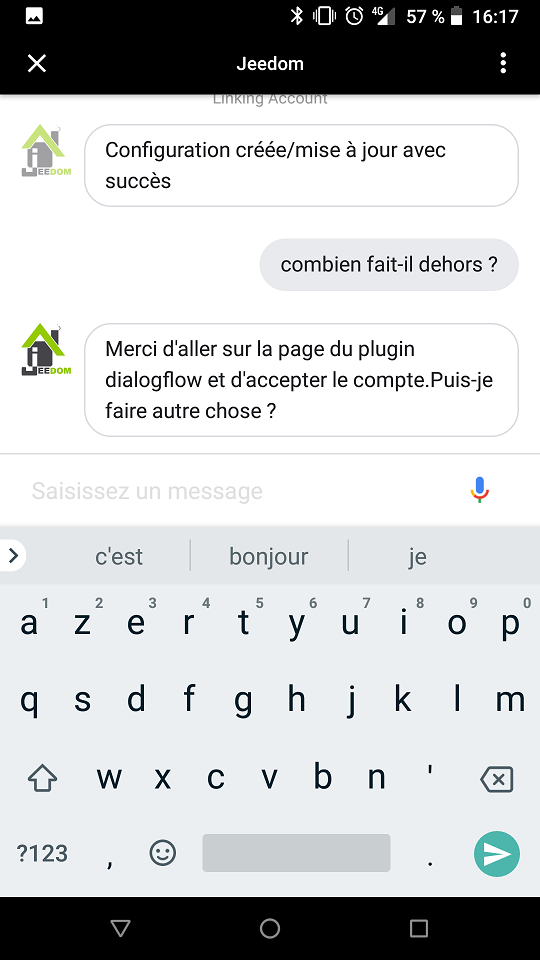 4G 57 % 16:17
Jeedom
Linking Account
Configuration créée/mise à jour avec
succès
JEEDOM
combien fait-il dehors ?
Merci d'aller sur la page du plugin
dialogflow et d'accepter le compte.Puis-je
faire autre chose ?
JEEDOM
Saisissez un message
c'est bonjour je
a 1 z 2 e 3 r 4 t 5 y 6 u 7 i 8 o 9 p 0
q s d f g h j k l m
w x c v b n '
?123 , .